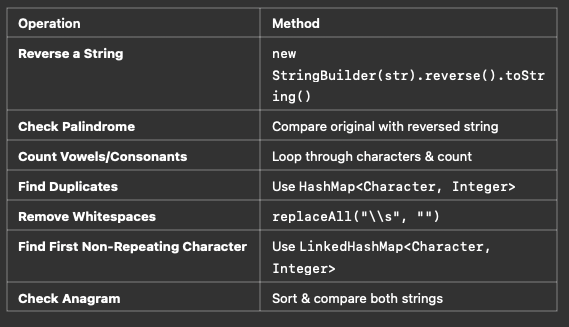 Operation Method
Reverse a String new
StringBuilder(str).reverse().toStr
ing()
Check Palindrome Compare original with reversed string
Count Vowels/Consonants Loop through characters & count
Find Duplicates Use HashMap<Character, Integer>
Remove Whitespaces replaceAll("\\s", "")
Find First Non-Repeating Character Use LinkedHashMap<Character,
Integer>
Check Anagram Sort & compare both strings